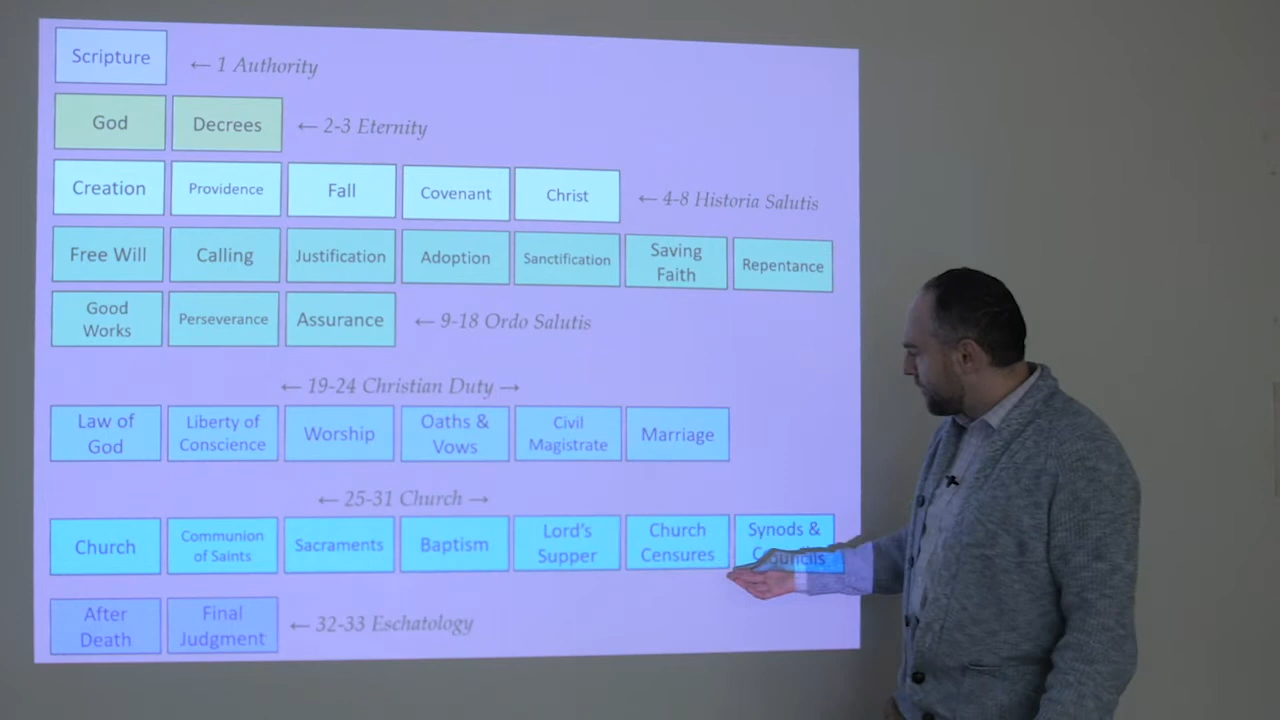 Scripture
← 1 Authority
God
Decrees
← 2-3 Eternity
Creation
Providence
Fall
Covenant
Christ
← 4-8 Historia Salutis
Free Will
Calling
Justification
Adoption
Sanctification
Saving
Faith
Repentance
Good
Works
Perseverance
Assurance
← 9-18 Ordo Salutis
← 19-24 Christian Duty →
Law of
God
Liberty of
Conscience
Worship
Oaths &
Vows
Civil
Magistrate
Marriage
← 25-31 Church →
Church
Communion
of Saints
Sacraments
Baptism
Lord's
Supper
Church
Censures
Synods &
Councils
After
Death
Final
Judgment
← 32-33 Eschatology